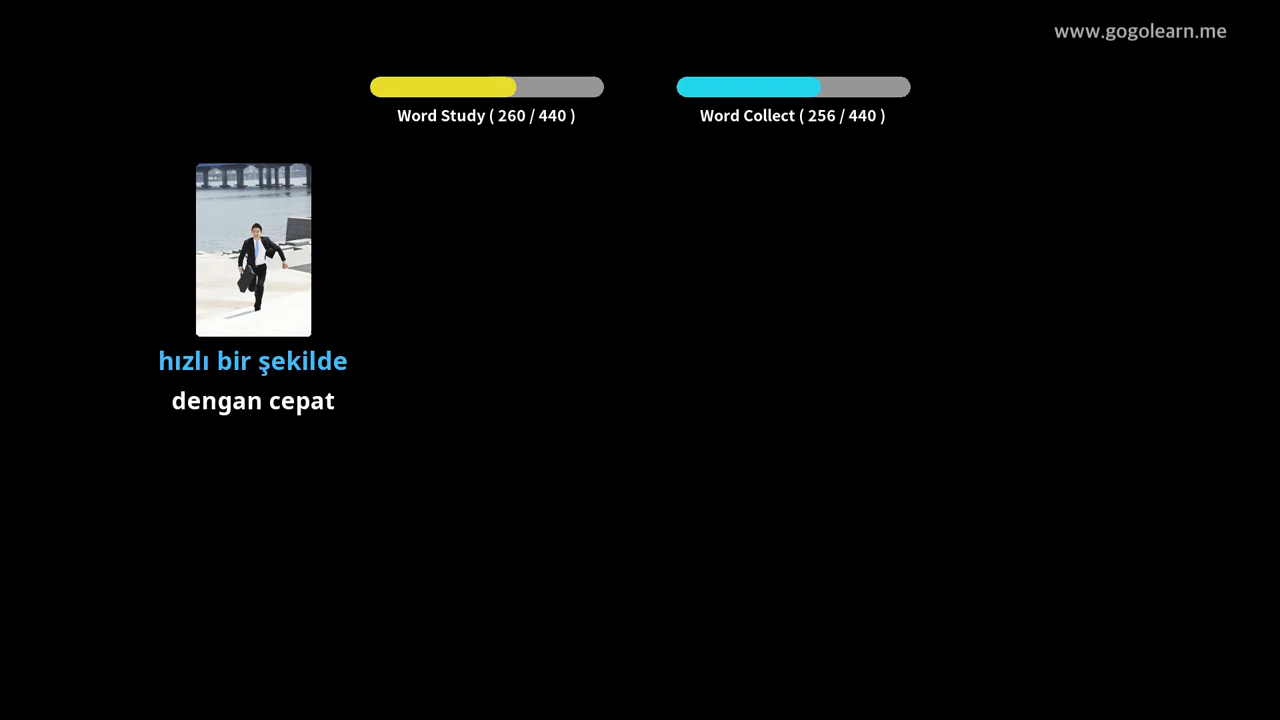 www.gogolearn.me
Word Study ( 260 / 440 )
Word Collect ( 256 / 440 )
hızlı bir şekilde
dengan cepat